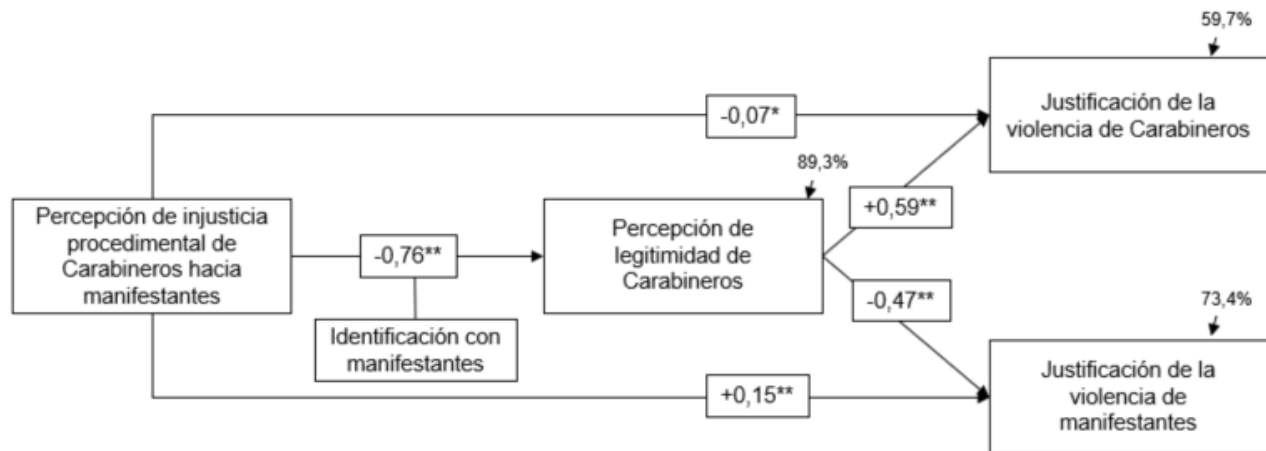 59,7%
Justificación de la
violencia de Carabineros
-0,07*
89,3%
+0,59**
Percepción de injusticia
procedimental de
Carabineros hacia
manifestantes
-0,76**
Percepción de
legitimidad de
Carabineros
-0,47**
73,4%
Identificación con
manifestantes
Justificación de la
violencia de
manifestantes
+0,15**